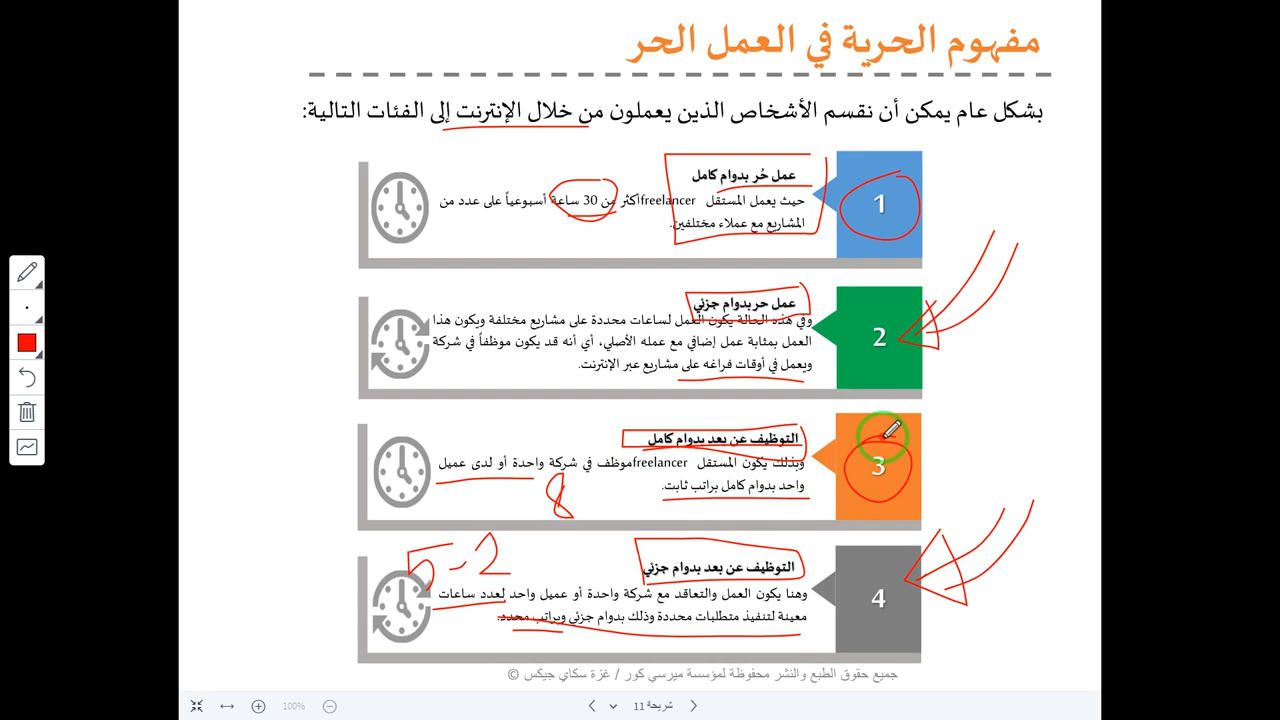 مفهوم الحرية في العمل الحر
بشكل عام يمكن أن نقسم الأشخاص الذين يعملون من خلال الإنترنت إلى الفئات التالية:
1
عمل حُر بدوام كامل
حيث يعمل المستقل freelancer أكثر من 30 ساعة أسبوعياً على عدد من
المشاريع مع عملاء مختلفين.
2
عمل حر بدوام جزئي
وفي هذه الحالة يكون العمل لساعات محددة على مشاريع مختلفة ويكون هذا
العمل بمثابة عمل إضافي مع عمله الأصلي، أي أنه قد يكون موظفاً في شركة
ويعمل في أوقات فراغه على مشاريع عبر الإنترنت.
3
التوظيف عن بعد بدوام كامل
وبذلك يكون المستقل freelancer موظف في شركة واحدة أو لدى عميل
واحد بدوام كامل براتب ثابت.
8
4
التوظيف عن بعد بدوام جزئي
5-2
وهنا يكون العمل والتعاقد مع شركة واحدة أو عميل واحد لعدد ساعات
معينة لتنفيذ متطلبات محددة وذلك بدوام جزئي وبراتب محدد.
جميع حقوق الطبع والنشر محفوظة لمؤسسة ميرسي كور / غزة سكاي جيكس ©
شريحة 11
100%